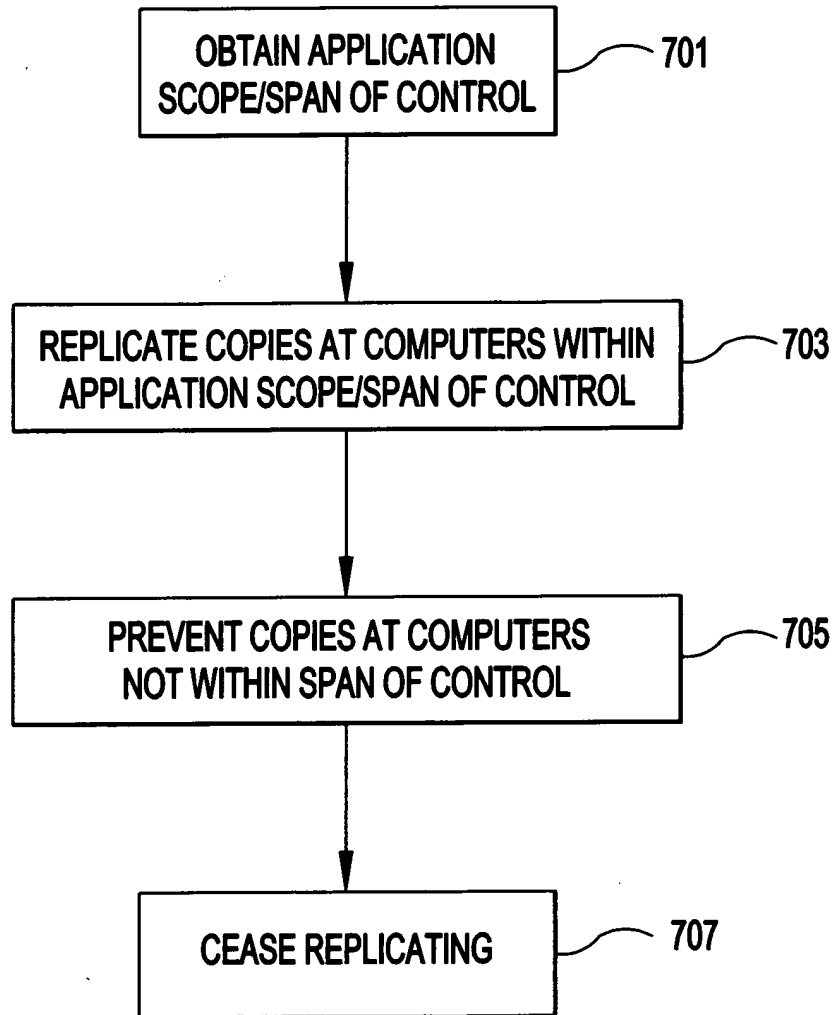 OBTAIN APPLICATION
SCOPE/SPAN OF CONTROL
701
REPLICATE COPIES AT COMPUTERS WITHIN
APPLICATION SCOPE/SPAN OF CONTROL
703
PREVENT COPIES AT COMPUTERS
NOT WITHIN SPAN OF CONTROL
705
CEASE REPLICATING
707